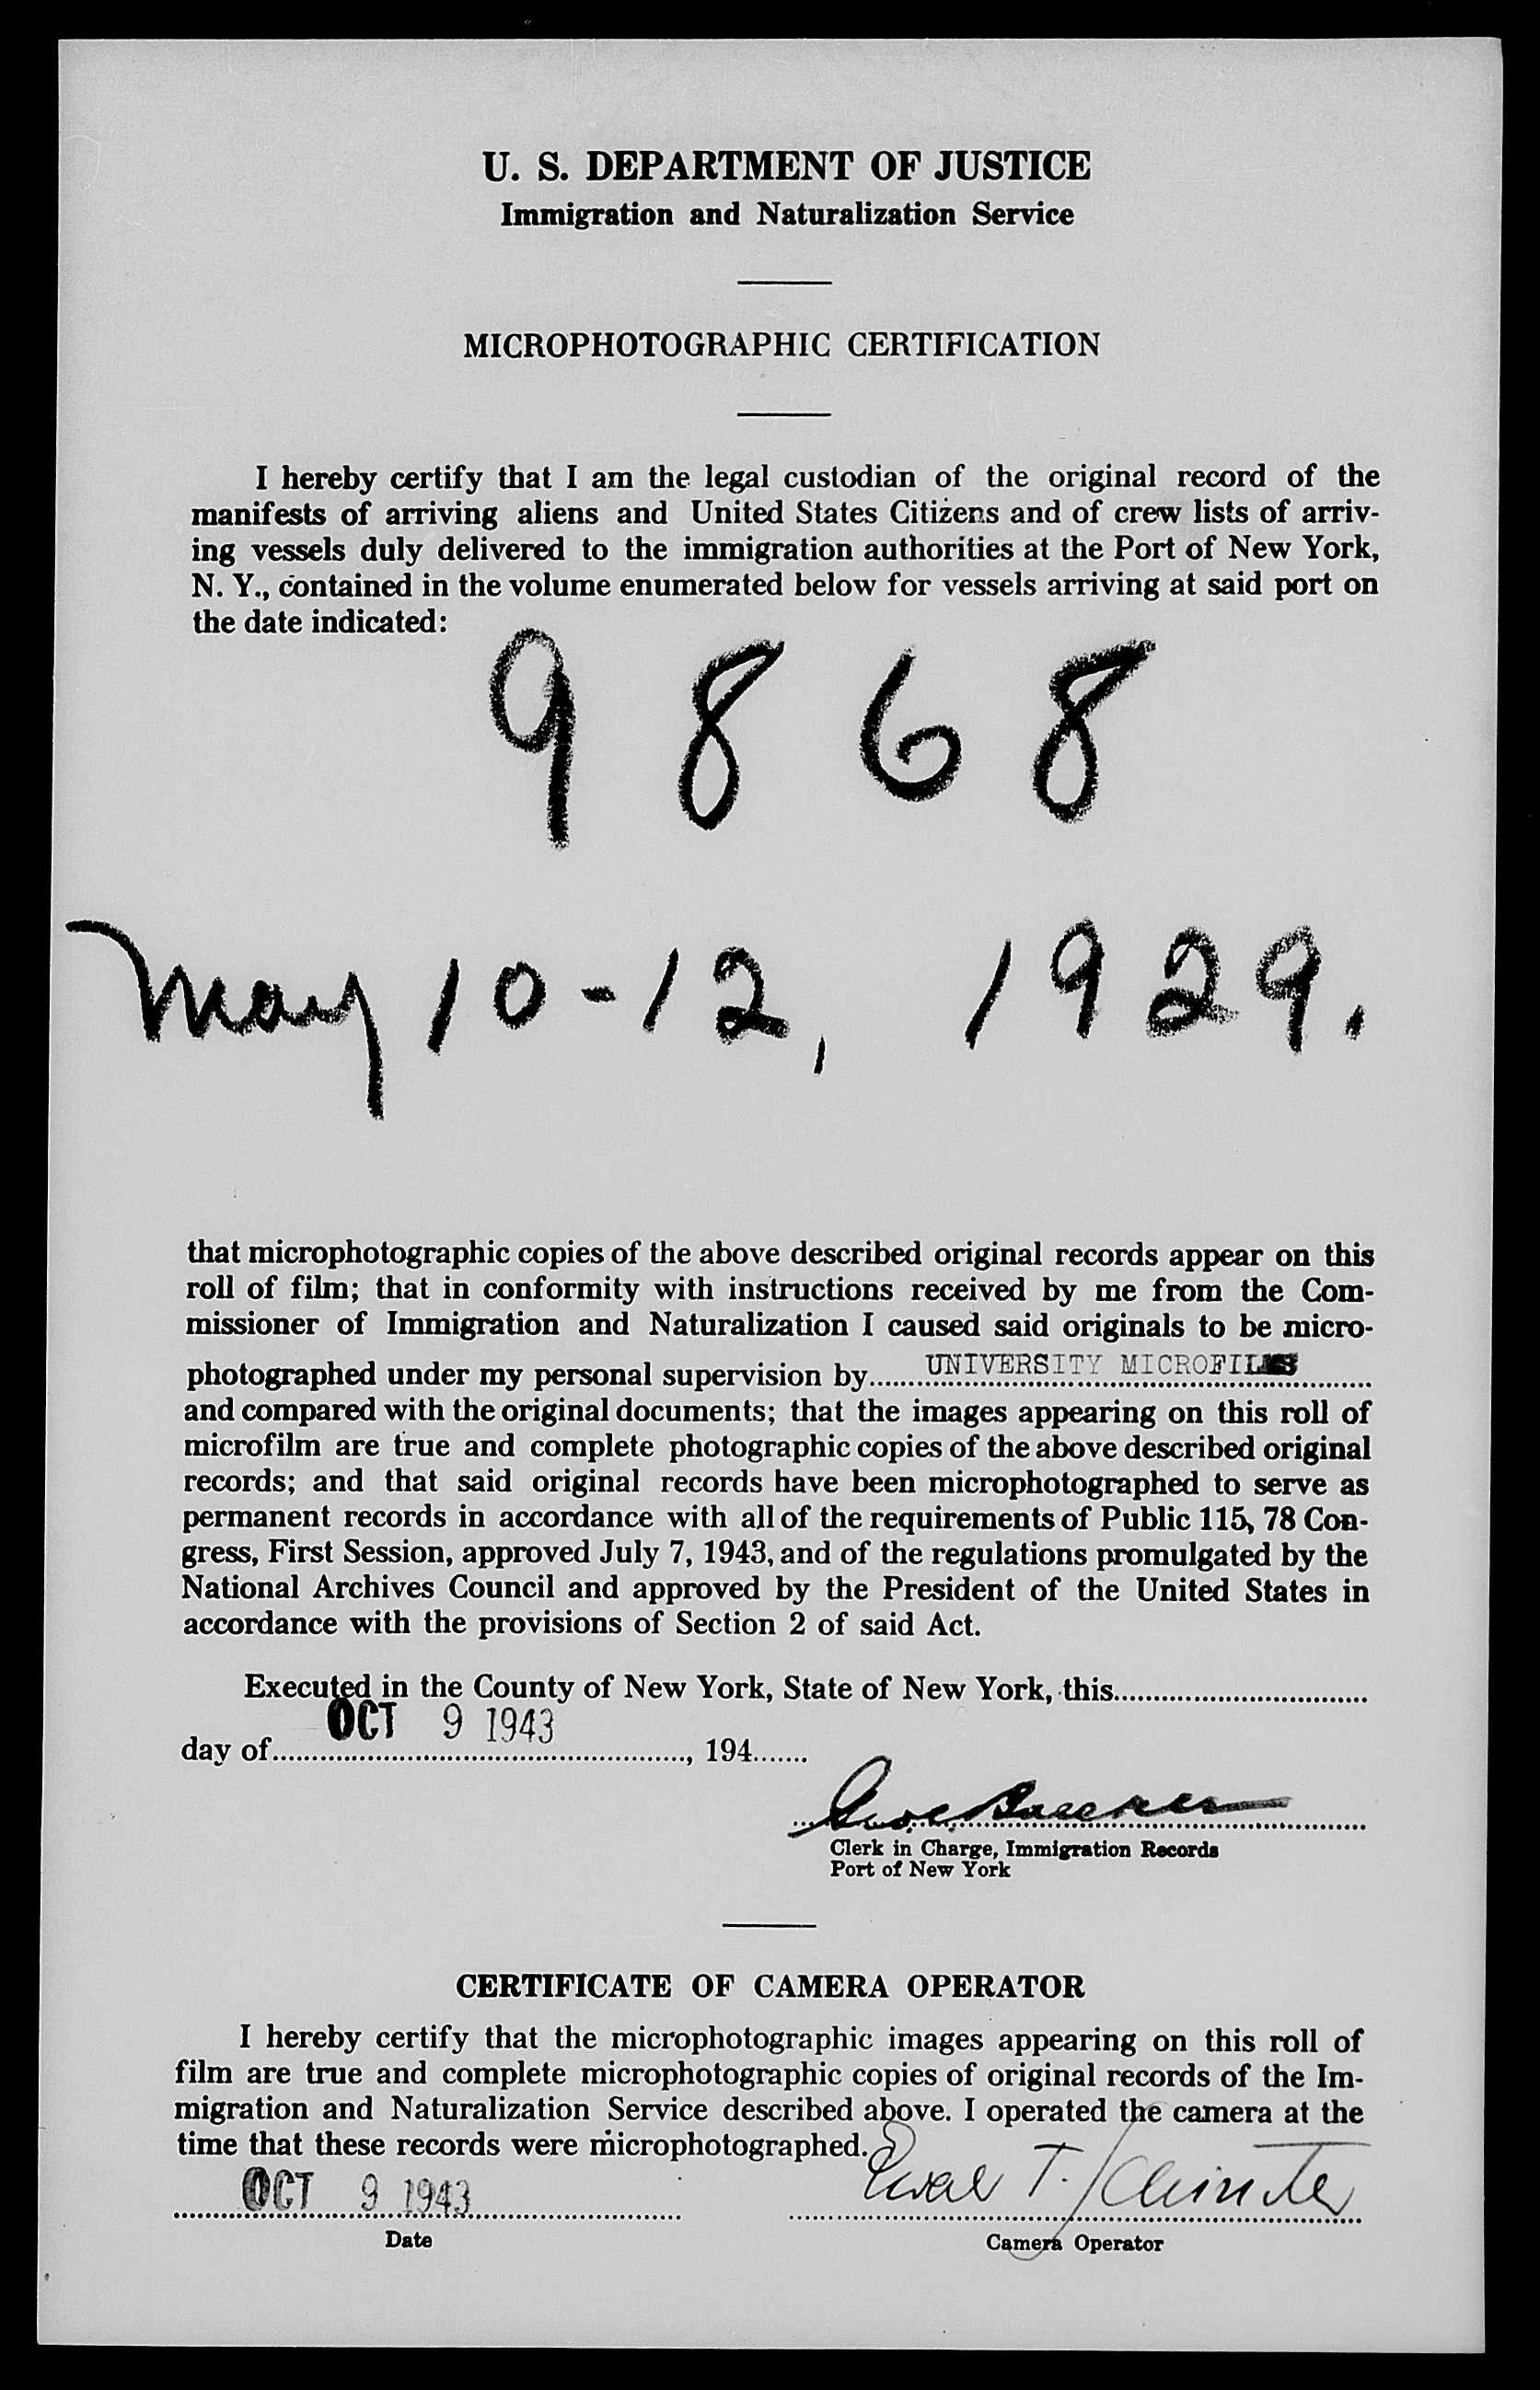 U. S. DEPARTMENT OF JUSTICE
Immigration and Naturalization Service
MICROPHOTOGRAPHIC CERTIFICATION
I hereby certify that I am the legal custodian of the original record of the
manifests of arriving aliens and United States Citizens and of crew lists of arriv-
ing vessels duly delivered to the immigration authorities at the Port of New York,
N. Y., contained in the volume enumerated below for vessels arriving at said port on
the date indicated:
9868
May 10-12, 1929.
that microphotographic copies of the above described original records appear on this
roll of film; that in conformity with instructions received by me from the Com-
missioner of Immigration and Naturalization I caused said originals to be micro-
photographed under my personal supervision by UNIVERSITY MICROFILMS
and compared with the original documents; that the images appearing on this roll of
microfilm are true and complete photographic copies of the above described original
records; and that said original records have been microphotographed to serve as
permanent records in accordance with all of the requirements of Public 115, 78 Con-
gress, First Session, approved July 7, 1943, and of the regulations promulgated by the
National Archives Council and approved by the President of the United States in
accordance with the provisions of Section 2 of said Act.
Executed in the County of New York, State of New York, this
OCT 9 1943
day of , 194
Clerk in Charge, Immigration Records
Port of New York
CERTIFICATE OF CAMERA OPERATOR
I hereby certify that the microphotographic images appearing on this roll of
film are true and complete microphotographic copies of original records of the Im-
migration and Naturalization Service described above. I operated the camera at the
time that these records were microphotographed.
OCT 9 1943
Date
Camera Operator